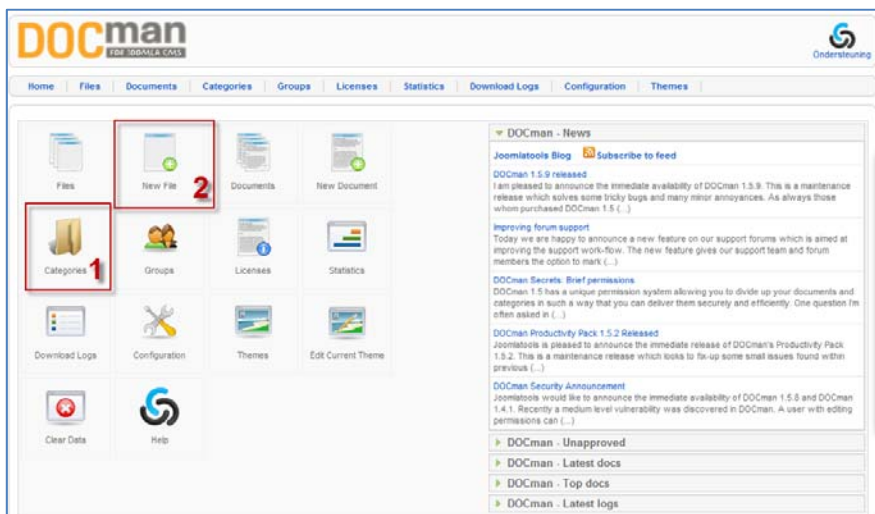 DOCman
FOR JOOMLA CMS
Ondersteuning
Home Files Documents Categories Groups Licenses Statistics Download Logs Configuration Themes
Files
New File
2
Documents
New Document
Categories
1
Groups
Licenses
Statistics
Download Logs
Configuration
Themes
Edit Current Theme
Clear Data
Help
DOCman - News
Joomlatools Blog Subscribe to feed
DOCman 1.5.9 released
I am pleased to announce the immediate availability of DOCman 1.5.9. This is a maintenance
release which solves some tricky bugs and many minor annoyances. As always those
whom purchased DOCman 1.5 (...)
Improving forum support
Today we are happy to announce a new feature on our support forums which is aimed at
improving the support work-flow. The new feature gives our support team and forum
members the option to mark (...)
DOCman Secrets: Brief permissions
DOCman 1.5 has a unique permission system allowing you to divide up your documents and
categories in such a way that you can deliver them securely and efficiently. One question I'm
often asked in (...)
DOCman Productivity Pack 1.5.2 Released
Joomlatools is pleased to announce the immediate release of DOCman's Productivity Pack
1.5.2. This is a maintenance release which looks to fix-up some small issues found within
previous (...)
DOCman Security Announcement
Joomlatools would like to announce the immediate availability of DOCman 1.5.8 and DOCman
1.4.1. Recently a medium level vulnerability was discovered in DOCman. A user with editing
permissions can (...)
DOCman - Unapproved
DOCman - Latest docs
DOCman - Top docs
DOCman - Latest logs